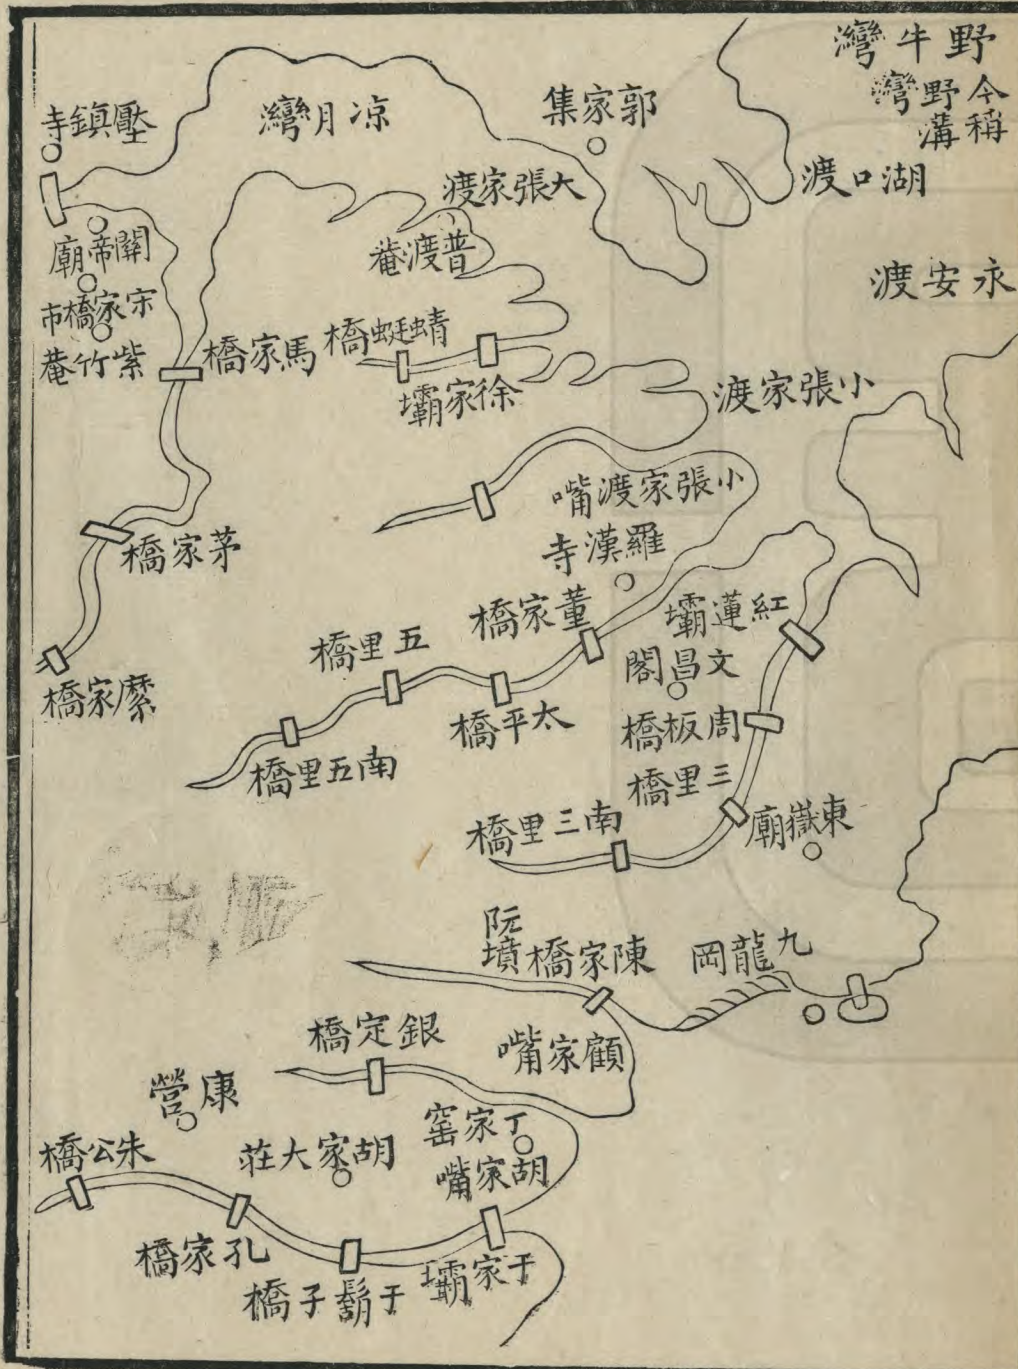 野牛灣
今稱
野溝
灣
郭家集
凉月灣
壓鎮寺
湖口渡
大張家渡
關帝廟
普渡菴
永安渡
宗家橋市
紫竹菴
馬家橋
蜻蜓橋
徐家壩
小張家渡
小張家渡嘴
羅漢寺
茅家橋
董家橋
紅蓮壩
五里橋
文昌閣
縻家橋
太平橋
周板橋
南五里橋
三里橋
南三里橋
東嶽廟
阮墳
陳家橋
九龍岡
銀定橋
顧家嘴
康營
丁家窰
朱公橋
胡家大莊
胡家嘴
孔家橋
于鬍子橋
于家壩